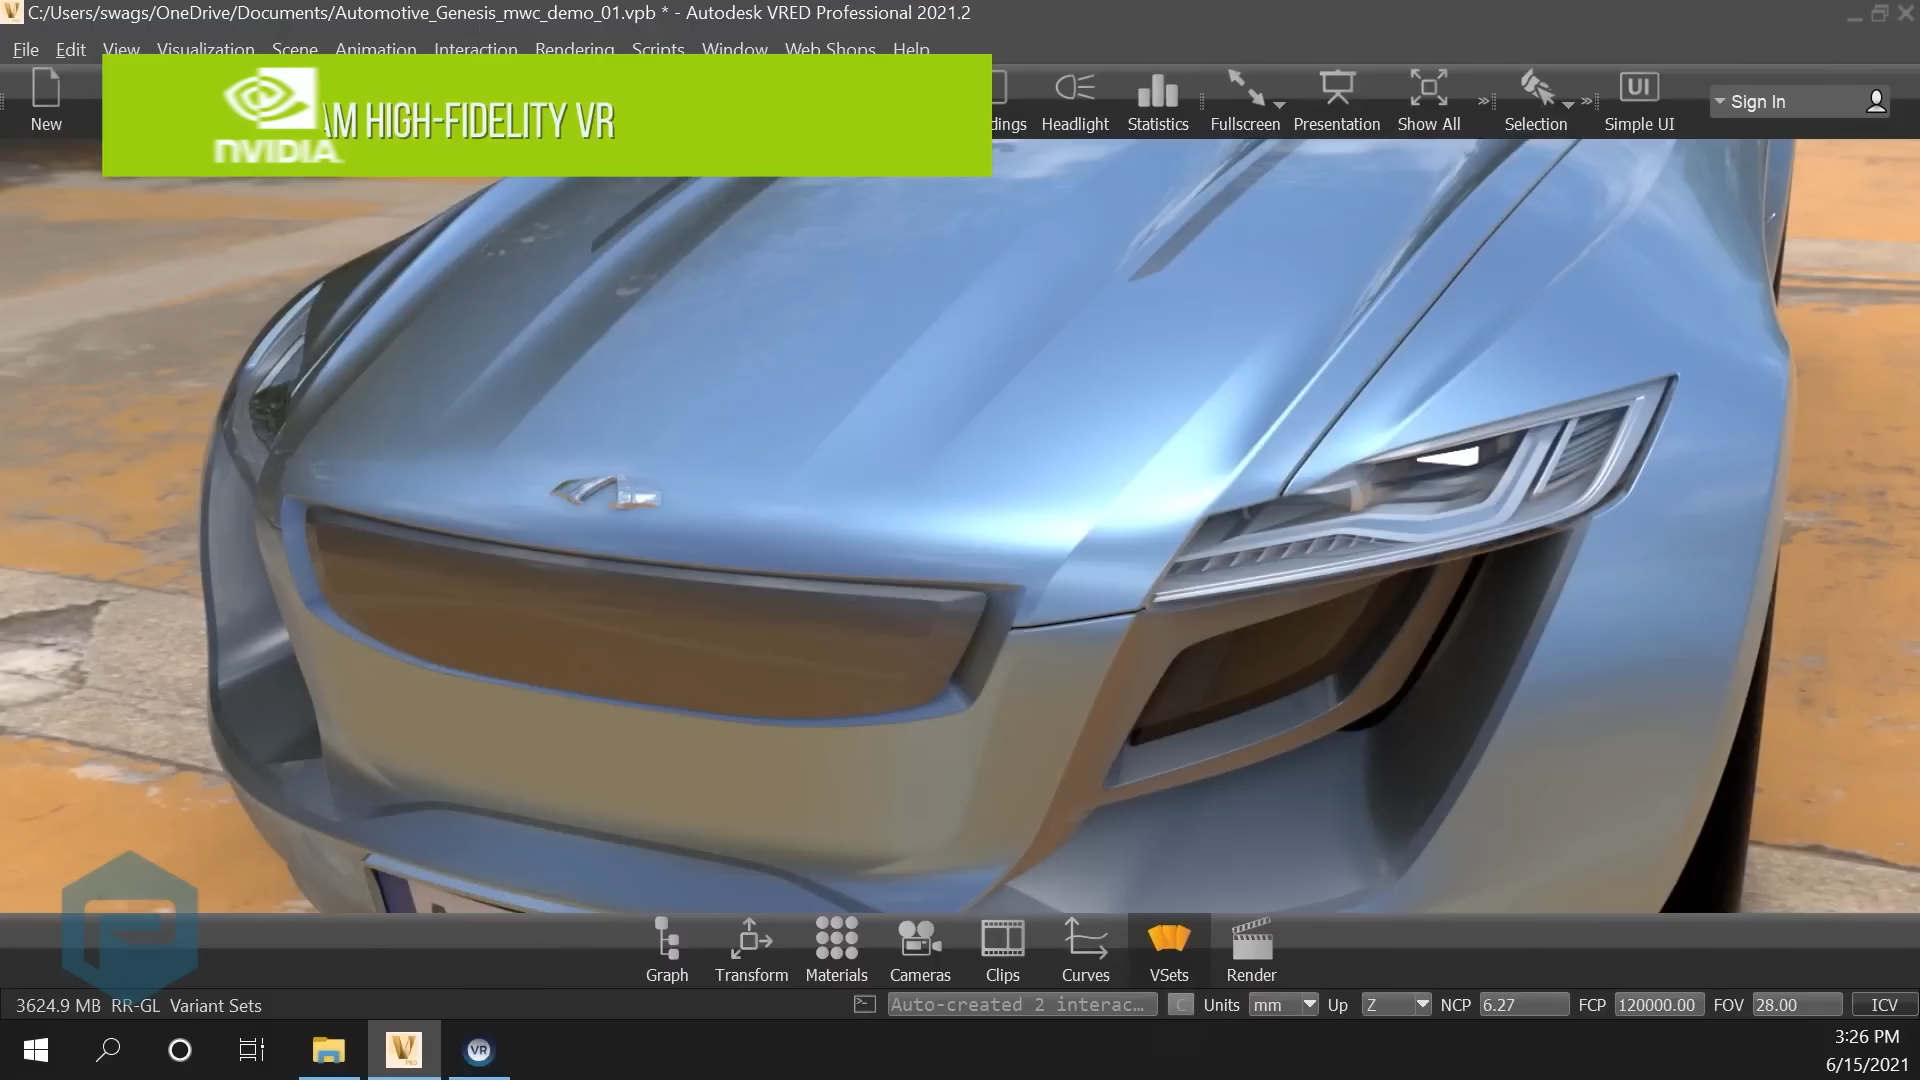 C:/Users/swags/OneDrive/Documents/Automotive_Genesis_mwc_demo_01.vpb * - Autodesk VRED Professional 2021.2
File Edit View Visualization Scene Animation Interaction Rendering Scripts Window Web Shops Help
New
NVIDIA
AM HIGH-FIDELITY VR
dings Headlight Statistics Fullscreen Presentation Show All Selection Simple UI
UI
Sign In
Graph Transform Materials Cameras Clips Curves VSets Render
3624.9 MB RR-GL Variant Sets Auto-created 2 interac... C Units mm Up Z NCP 6.27 FCP 120000.00 FOV 28.00 ICV
VR
3:26 PM
6/15/2021